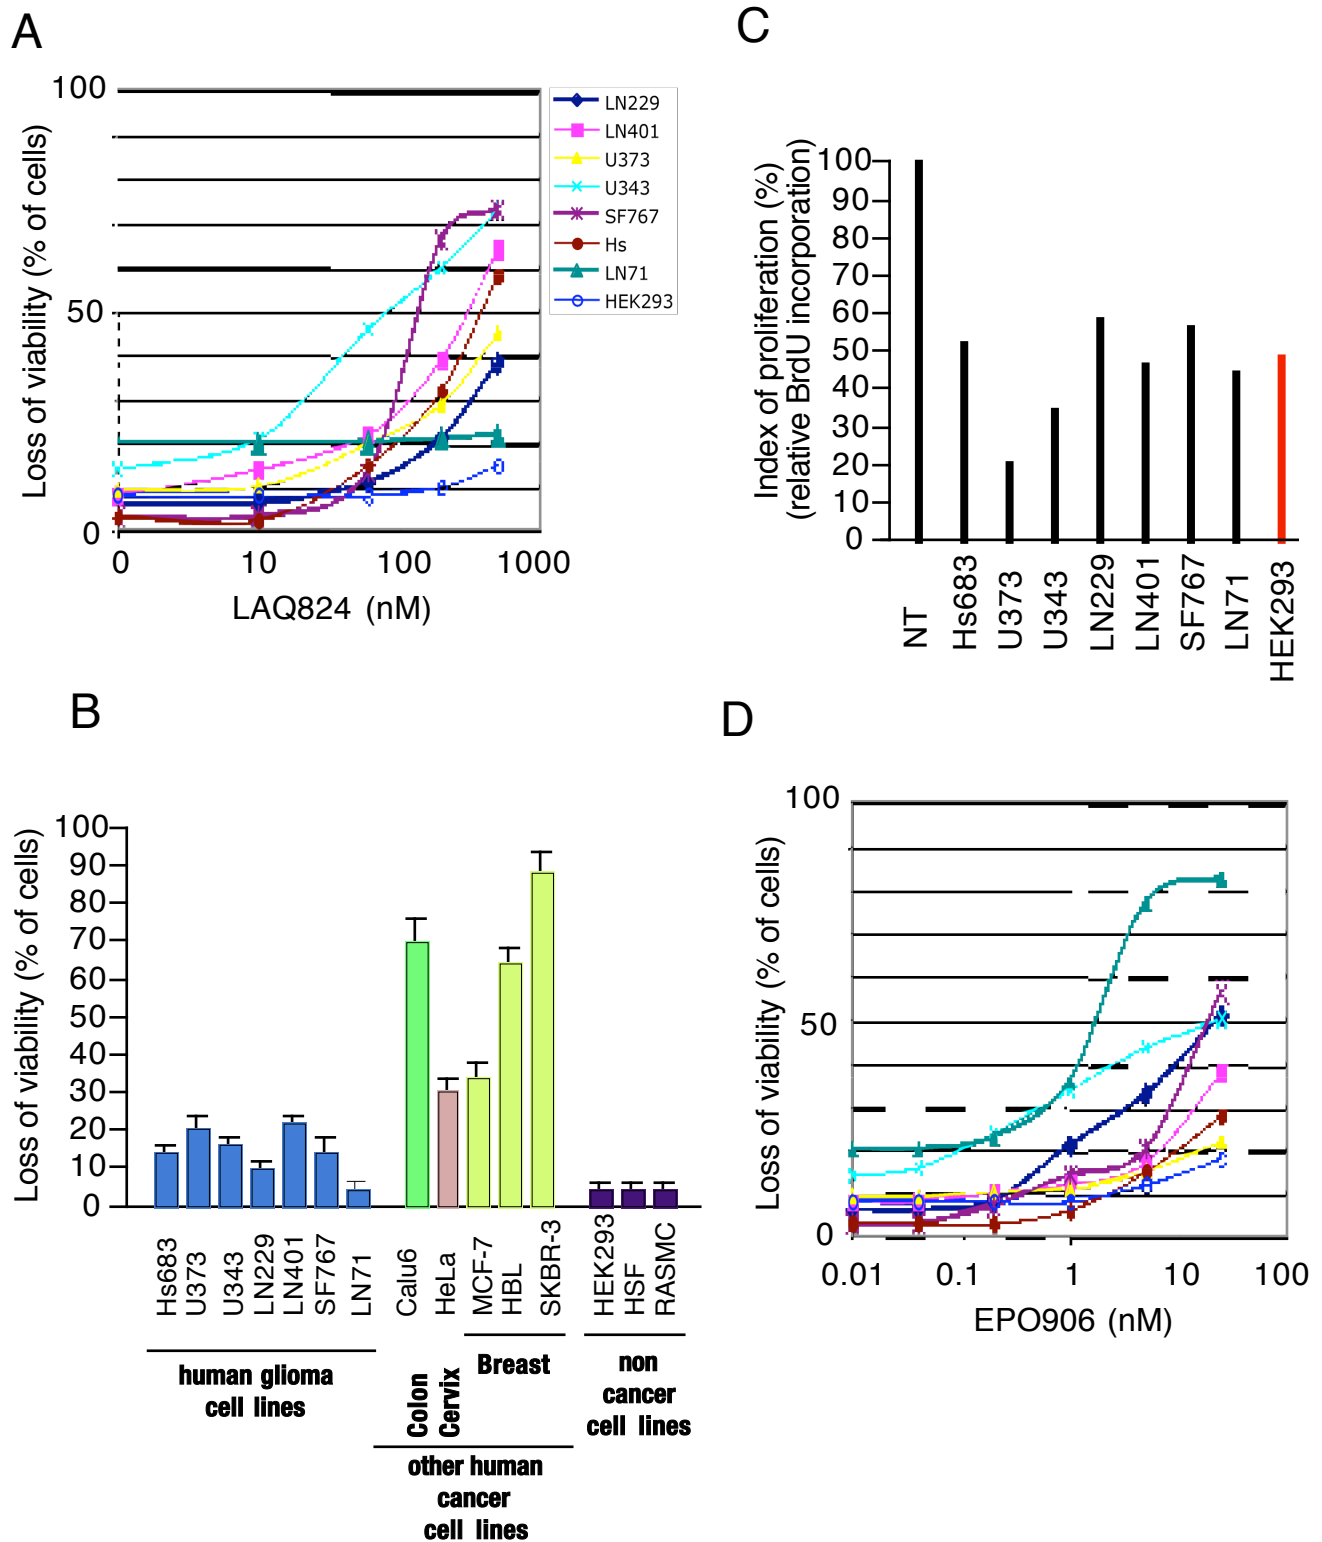 A
100
50
0
Loss of viability (% of cells)
0 10 100 1000
LAQ824 (nM)
LN229
LN401
U373
U343
SF767
Hs
LN71
HEK293
C
Index of proliferation (%)
(relative BrdU incorporation)
100
90
80
70
60
50
40
30
20
10
0
NT
Hs683
U373
U343
LN229
LN401
SF767
LN71
HEK293
B
Loss of viability (% of cells)
100
90
80
70
60
50
40
30
20
10
0
Hs683
U373
U343
LN229
LN401
SF767
LN71
Calu6
HeLa
MCF-7
HBL
SKBR-3
HEK293
HSF
RASMC
human glioma
cell lines
Colon
Cervix
Breast
other human
cancer
cell lines
non
cancer
cell lines
D
Loss of viability (% of cells)
100
50
0
0.01 0.1 1 10 100
EPO906 (nM)